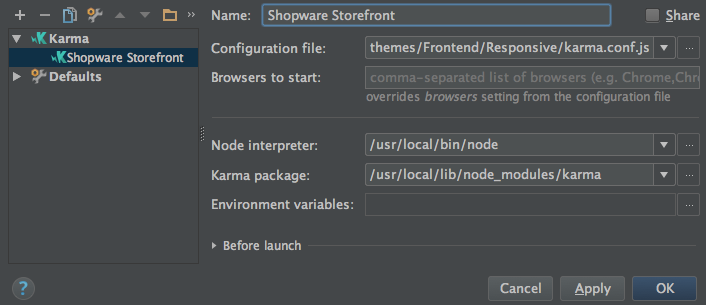 Name: Shopware Storefront Share
Karma
Shopware Storefront
Defaults
Configuration file: themes/Frontend/Responsive/karma.conf.js ...
Browsers to start: comma-separated list of browsers (e.g. Chrome,Chro
overrides browsers setting from the configuration file
Node interpreter: /usr/local/bin/node ...
Karma package: /usr/local/lib/node_modules/karma ...
Environment variables: ...
Before launch
? Cancel Apply OK